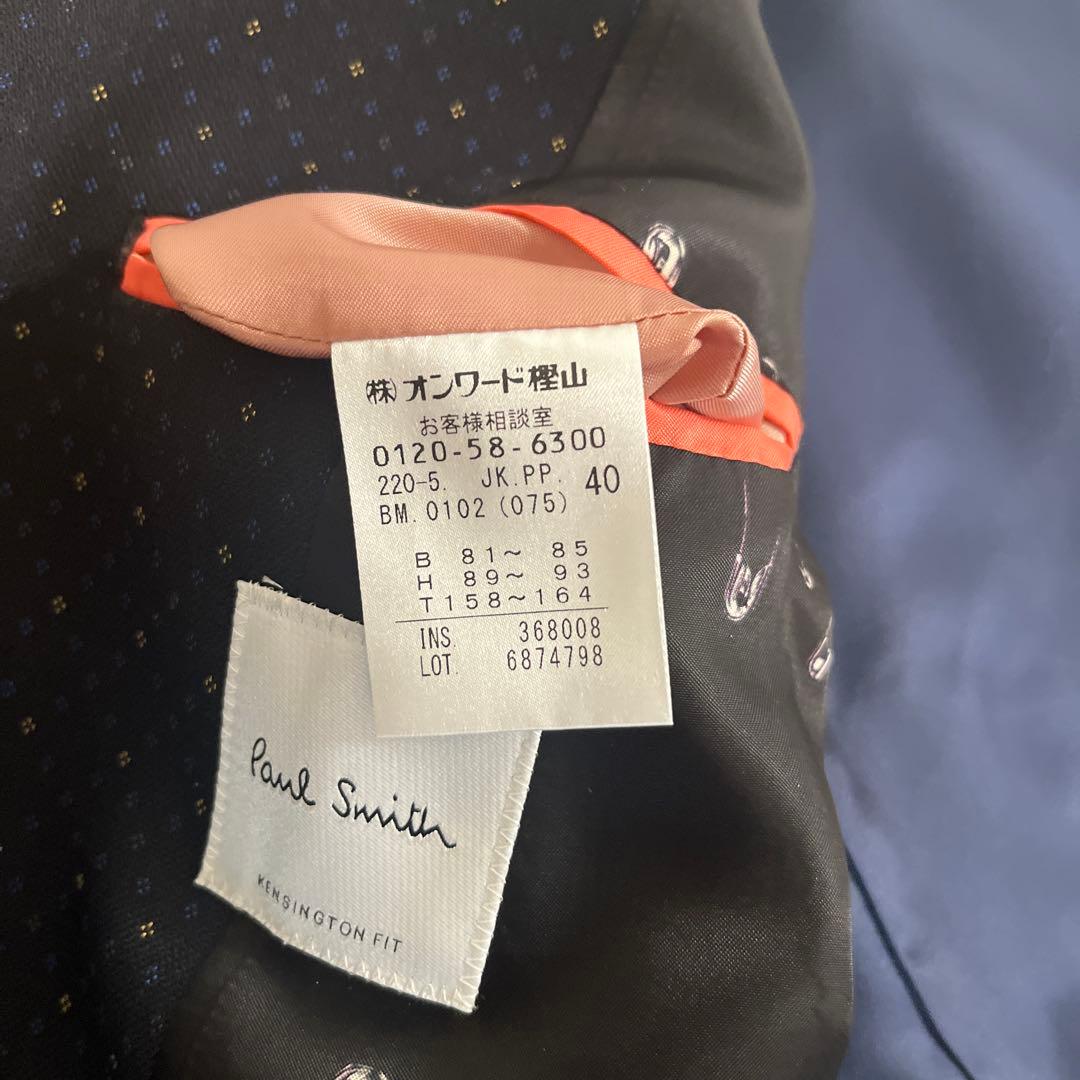 (株)オンワード樫山
お客様相談室
0120-58-6300
220-5. JK.PP. 40
BM.0102(075)
B 81～ 85
H 89～ 93
T158～164
INS. 368008
LOT. 6874798
Paul Smith
KENSINGTON FIT